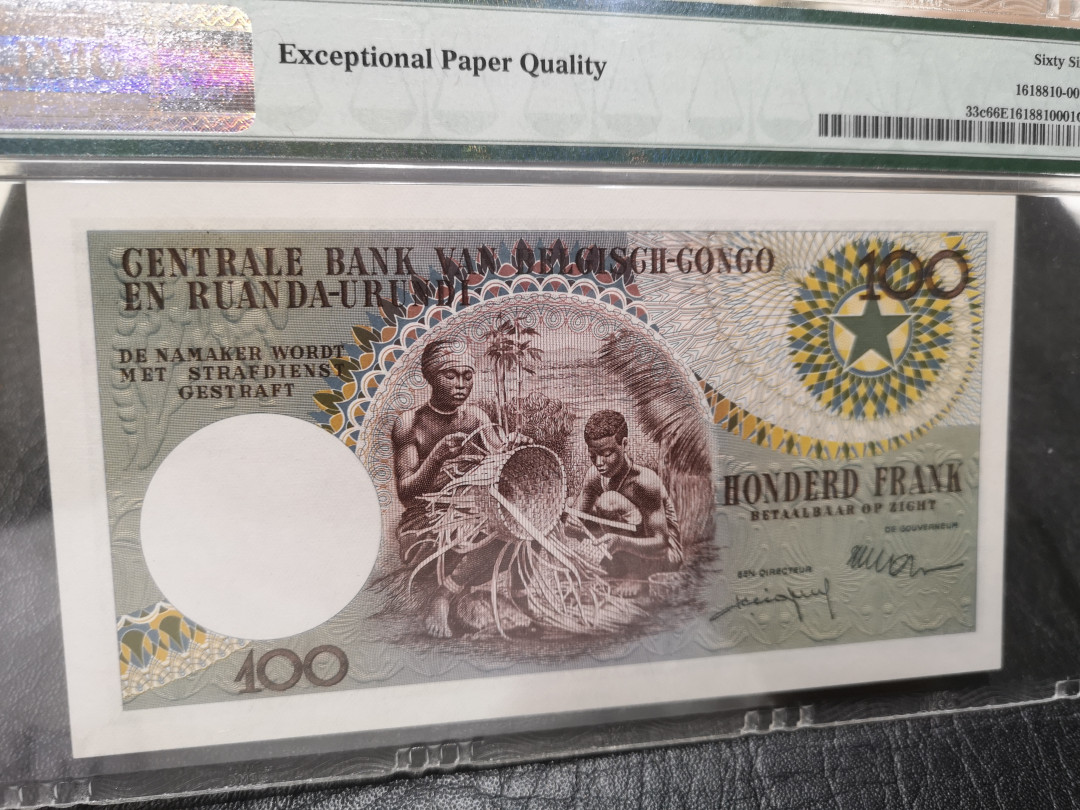 Exceptional Paper Quality
Sixty Si
1618810-00
33c66E1618810001
CENTRALE BANK VAN BELGISCH-CONGO
EN RUANDA-URUNDI
100
DE NAMAKER WORDT
MET STRAFDIENST
GESTRAFT
HONDERD FRANK
BETAALBAAR OP ZICHT
DE GOUVERNEUR
EEN DIRECTEUR
100